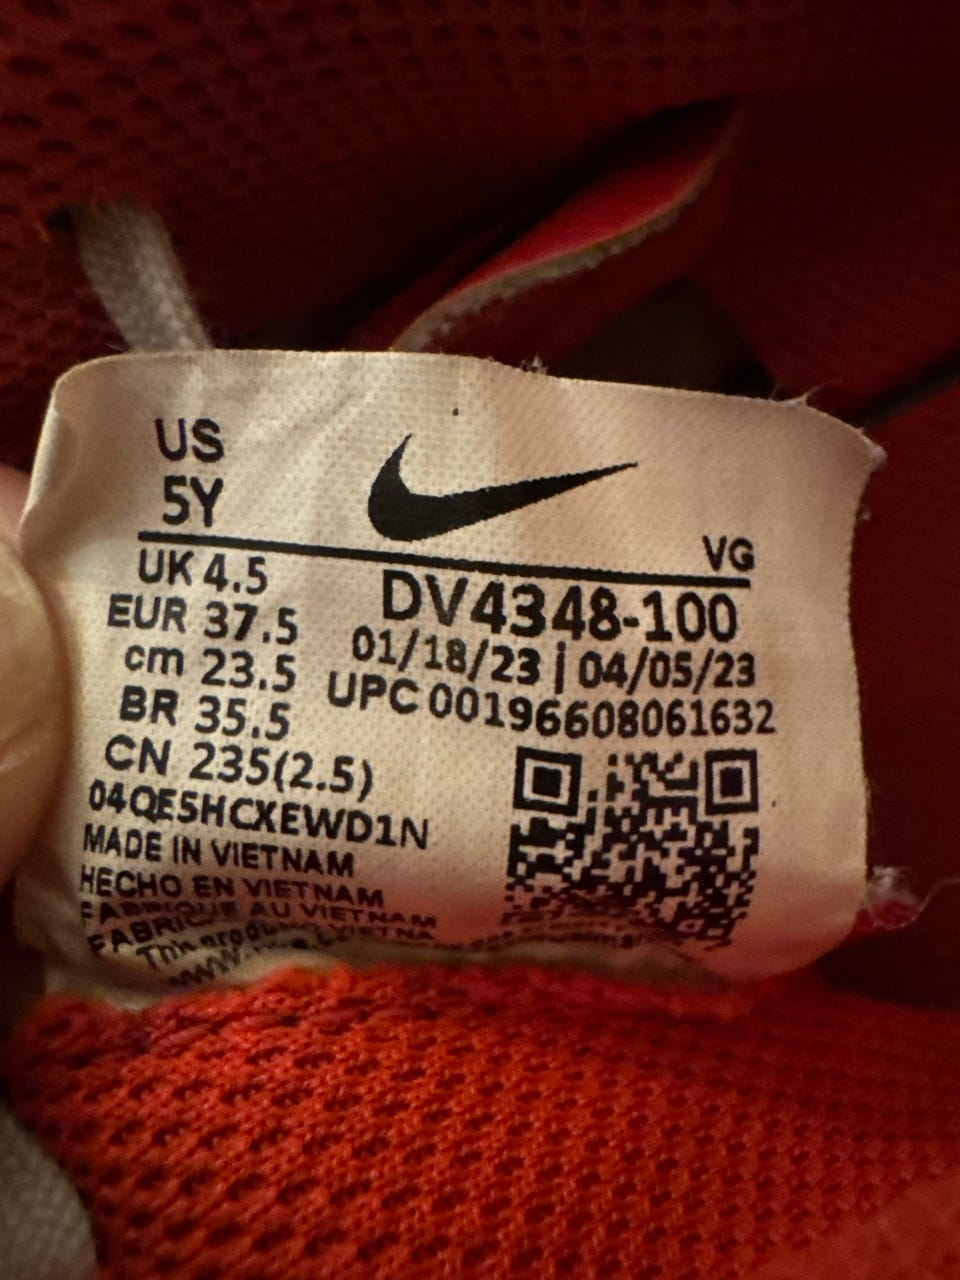 US
5Y
VG
UK 4.5
EUR 37.5
cm 23.5
BR 35.5
CN 235(2.5)
DV4348-100
01/18/23 | 04/05/23
UPC 00196608061632
04QE5HCXEWD1N
MADE IN VIETNAM
HECHO EN VIETNAM
FABRIQUE AU VIETNAM
This